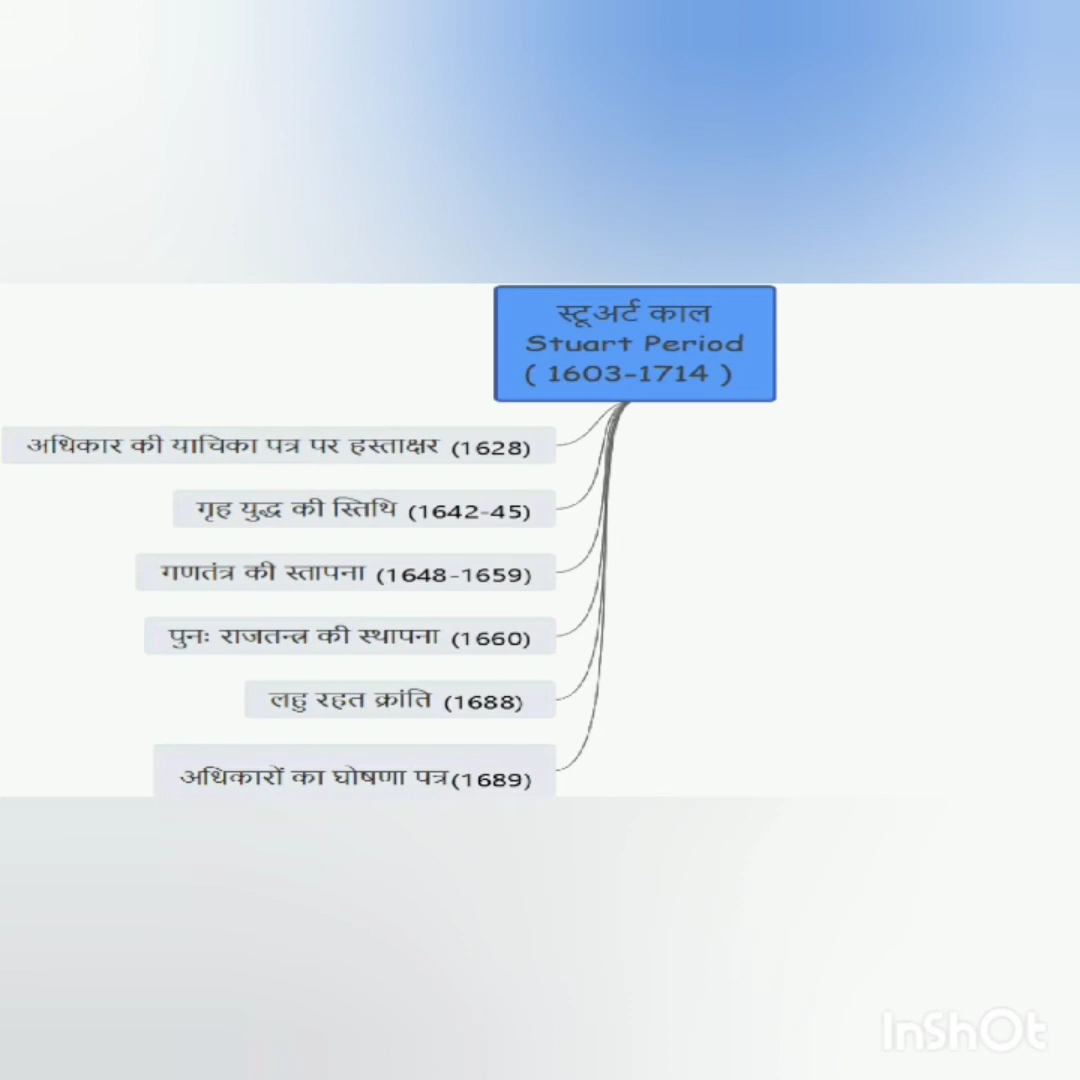 स्टूअर्ट काल
Stuart Period
( 1603-1714 )
अधिकार की याचिका पत्र पर हस्ताक्षर (1628)
गृह युद्ध की स्तिथि (1642-45)
गणतंत्र की स्तापना (1648-1659)
पुनः राजतन्त्र की स्थापना (1660)
लहु रहत क्रांति (1688)
अधिकारों का घोषणा पत्र(1689)
InShOt